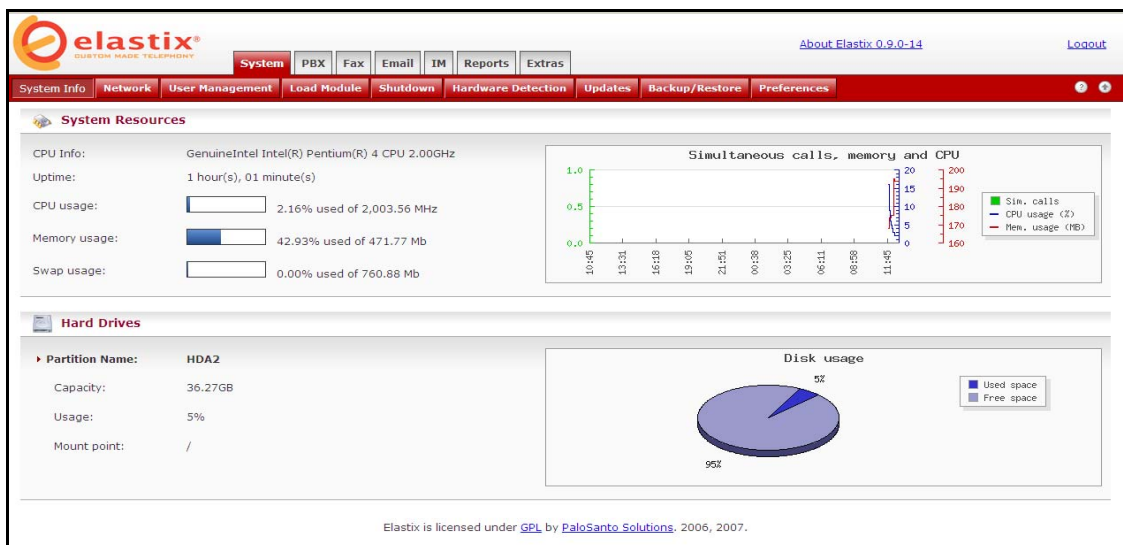 elastix®
CUSTOM MADE TELEPHONY
About Elastix 0.9.0-14 Logout
System PBX Fax Email IM Reports Extras
System Info Network User Management Load Module Shutdown Hardware Detection Updates Backup/Restore Preferences
System Resources
CPU Info: GenuineIntel Intel(R) Pentium(R) 4 CPU 2.00GHz
Uptime: 1 hour(s), 01 minute(s)
CPU usage: 2.16% used of 2,003.56 MHz
Memory usage: 42.93% used of 471.77 Mb
Swap usage: 0.00% used of 760.88 Mb
Simultaneous calls, memory and CPU
1.0 20 200
15 190
0.5 10 180
5 170
0.0 0 160
10:45 13:31 16:18 19:05 21:51 00:38 03:25 06:11 08:58 11:45
Sim. calls
CPU usage (%)
Mem. usage (MB)
Hard Drives
Partition Name: HDA2
Capacity: 36.27GB
Usage: 5%
Mount point: /
Disk usage
5%
95%
Used space
Free space
Elastix is licensed under GPL by PaloSanto Solutions. 2006, 2007.